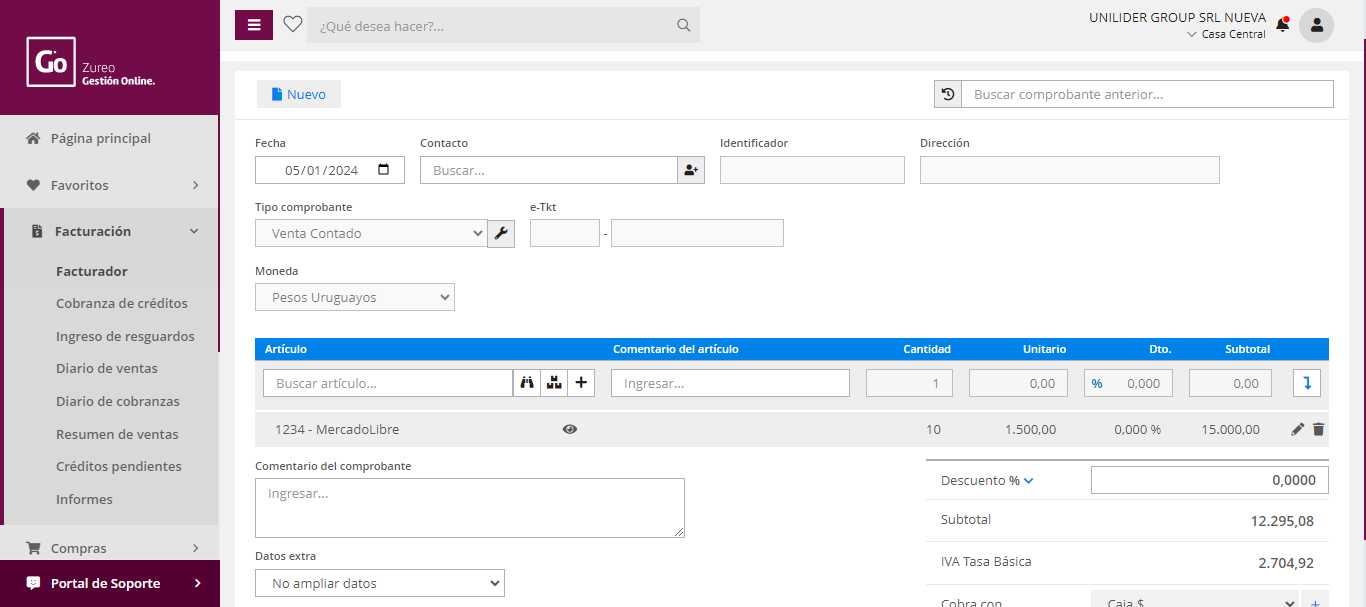 Go Zureo
Gestión Online.
¿Qué desea hacer?...
UNILIDER GROUP SRL NUEVA
Casa Central
Página principal
Favoritos
Facturación
Facturador
Cobranza de créditos
Ingreso de resguardos
Diario de ventas
Diario de cobranzas
Resumen de ventas
Créditos pendientes
Informes
Compras
Portal de Soporte
Nuevo
Buscar comprobante anterior...
Fecha Contacto Identificador Dirección
05/01/2024 Buscar...
Tipo comprobante e-Tkt
Venta Contado -
Moneda
Pesos Uruguayos
Artículo Comentario del artículo Cantidad Unitario Dto. Subtotal
Buscar artículo... Ingresar... 1 0,00 % 0,000 0,00
1234 - MercadoLibre 10 1.500,00 0,000 % 15.000,00
Comentario del comprobante
Ingresar...
Datos extra
No ampliar datos
Descuento % 0,0000
Subtotal 12.295,08
IVA Tasa Básica 2.704,92
Cobra con Caja $ +